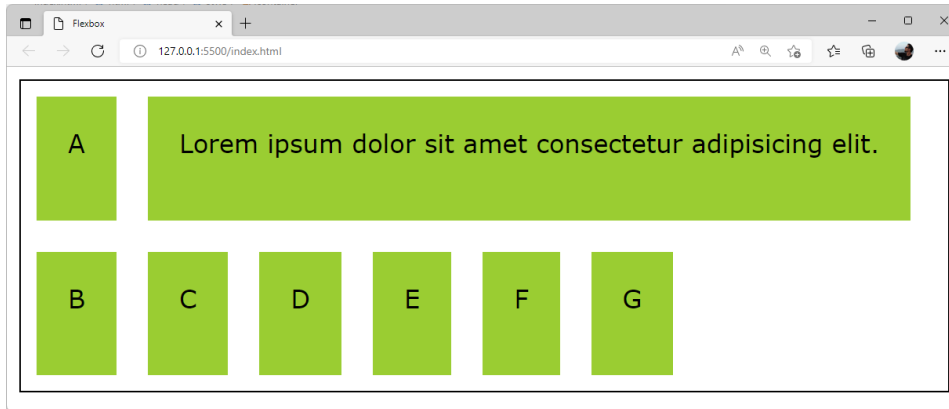 Flexbox
127.0.0.1:5500/index.html
A
Lorem ipsum dolor sit amet consectetur adipisicing elit.
B C D E F G